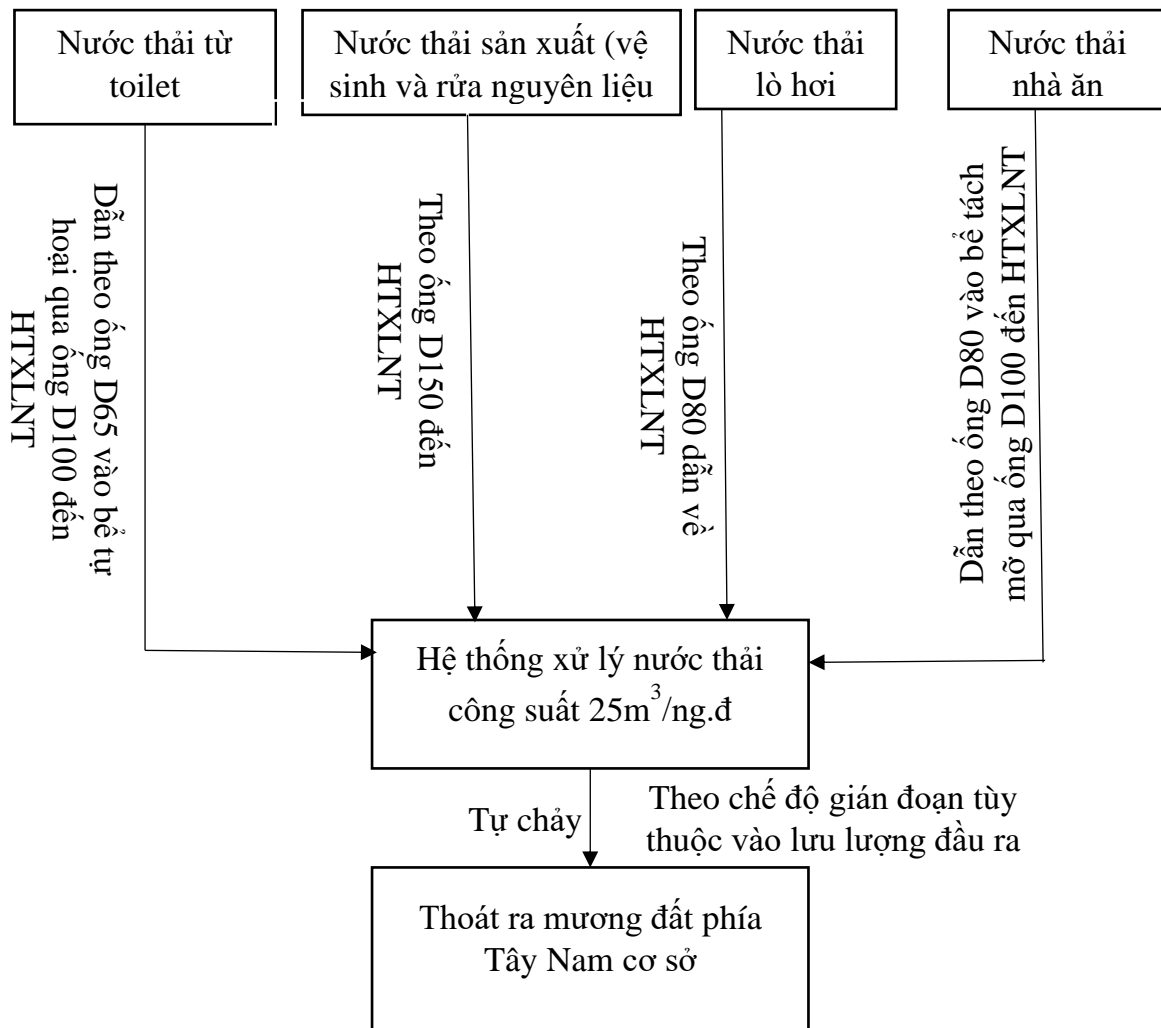 Nước thải từ
toilet
Nước thải sản xuất (vệ
sinh và rửa nguyên liệu
Nước thải
lò hơi
Nước thải
nhà ăn
Dẫn theo ống D65 vào bể tự
hoại qua ống D100 đến
HTXLNT
Theo ống D150 đến
HTXLNT
Theo ống D80 dẫn về
HTXLNT
Dẫn theo ống D80 vào bể tách
mỡ qua ống D100 đến HTXLNT
Hệ thống xử lý nước thải
công suất 25m³/ng.đ
Tự chảy
Theo chế độ gián đoạn tùy
thuộc vào lưu lượng đầu ra
Thoát ra mương đất phía
Tây Nam cơ sở